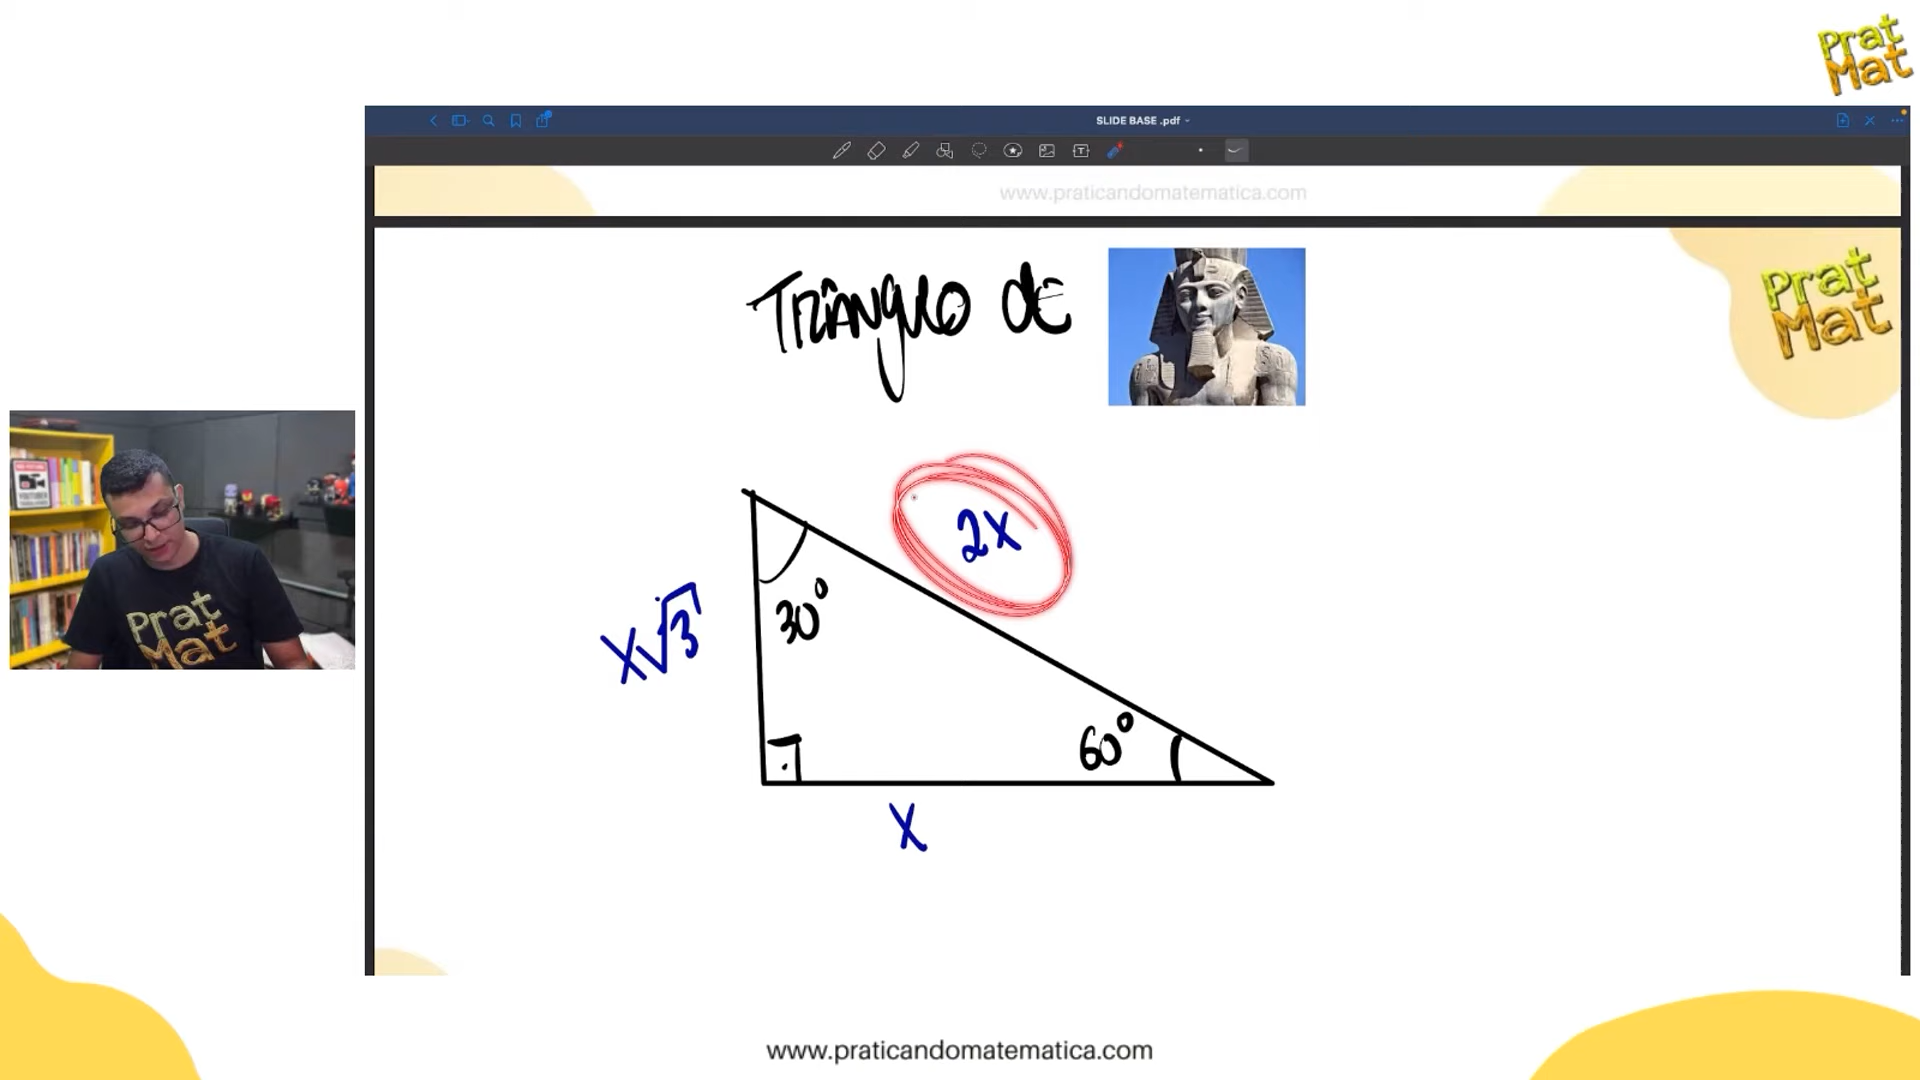 Prat
Mat
SLIDE BASE .pdf
www.praticandomatematica.com
TRIÂNGULO DE
Prat
Mat
2x
30°
x√3
Prat
Mat
60°
x
www.praticandomatematica.com